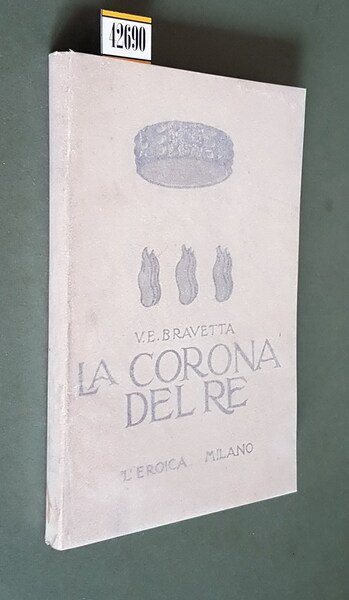 42690
V.E.BRAVETTA
LA CORONA
DEL RE
"L'EROICA MILANO